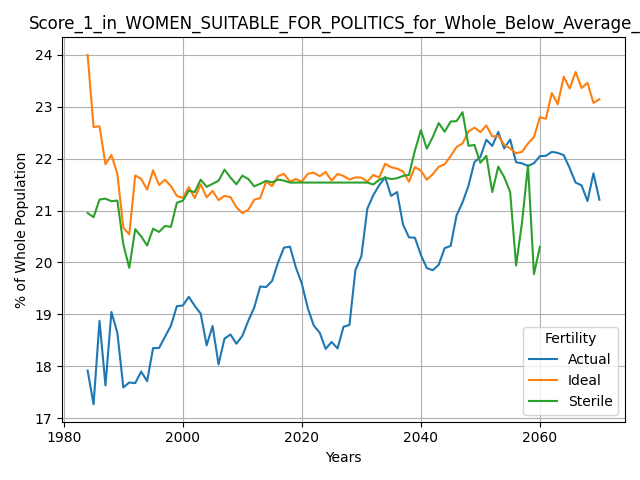 Score_1_in_WOMEN_SUITABLE_FOR_POLITICS_for_Whole_Below_Average_
24
23
22
21
20
19
18
17
% of Whole Population
1980
2000
2020
2040
2060
Years
Fertility
Actual
Ideal
Sterile